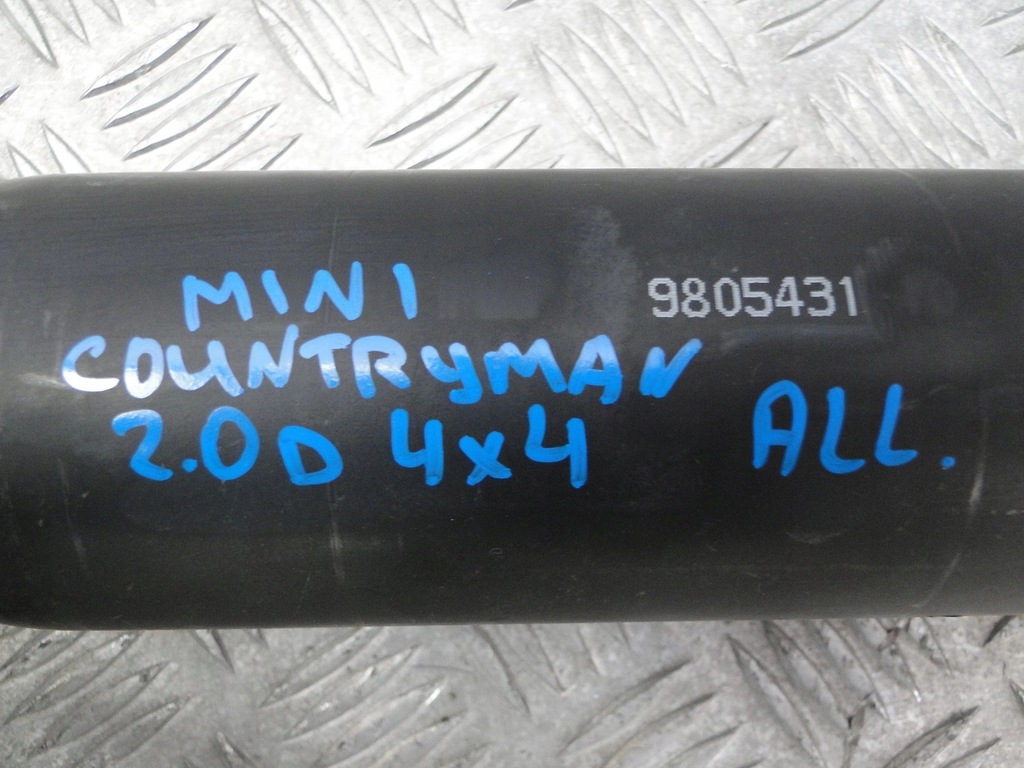 MINI
9805431
COUNTRYMAN
2.0D 4x4 ALL.